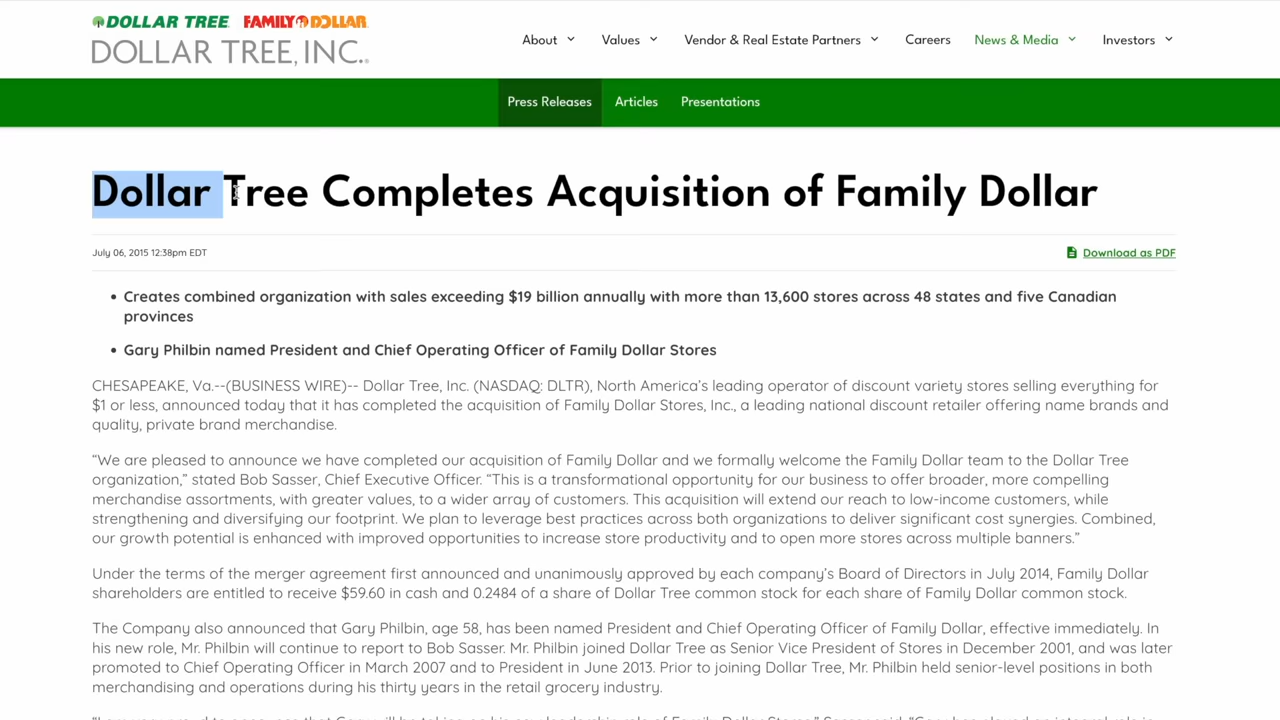 DOLLAR TREE FAMILY DOLLAR
DOLLAR TREE, INC.®
About Values Vendor & Real Estate Partners Careers News & Media Investors
Press Releases Articles Presentations
Dollar Tree Completes Acquisition of Family Dollar
July 06, 2015 12:38pm EDT Download as PDF
• Creates combined organization with sales exceeding $19 billion annually with more than 13,600 stores across 48 states and five Canadian
provinces
• Gary Philbin named President and Chief Operating Officer of Family Dollar Stores
CHESAPEAKE, Va.--(BUSINESS WIRE)-- Dollar Tree, Inc. (NASDAQ: DLTR), North America’s leading operator of discount variety stores selling everything for
$1 or less, announced today that it has completed the acquisition of Family Dollar Stores, Inc., a leading national discount retailer offering name brands and
quality, private brand merchandise.
“We are pleased to announce we have completed our acquisition of Family Dollar and we formally welcome the Family Dollar team to the Dollar Tree
organization,” stated Bob Sasser, Chief Executive Officer. “This is a transformational opportunity for our business to offer broader, more compelling
merchandise assortments, with greater values, to a wider array of customers. This acquisition will extend our reach to low-income customers, while
strengthening and diversifying our footprint. We plan to leverage best practices across both organizations to deliver significant cost synergies. Combined,
our growth potential is enhanced with improved opportunities to increase store productivity and to open more stores across multiple banners.”
Under the terms of the merger agreement first announced and unanimously approved by each company’s Board of Directors in July 2014, Family Dollar
shareholders are entitled to receive $59.60 in cash and 0.2484 of a share of Dollar Tree common stock for each share of Family Dollar common stock.
The Company also announced that Gary Philbin, age 58, has been named President and Chief Operating Officer of Family Dollar, effective immediately. In
his new role, Mr. Philbin will continue to report to Bob Sasser. Mr. Philbin joined Dollar Tree as Senior Vice President of Stores in December 2001, and was later
promoted to Chief Operating Officer in March 2007 and to President in June 2013. Prior to joining Dollar Tree, Mr. Philbin held senior-level positions in both
merchandising and operations during his thirty years in the retail grocery industry.